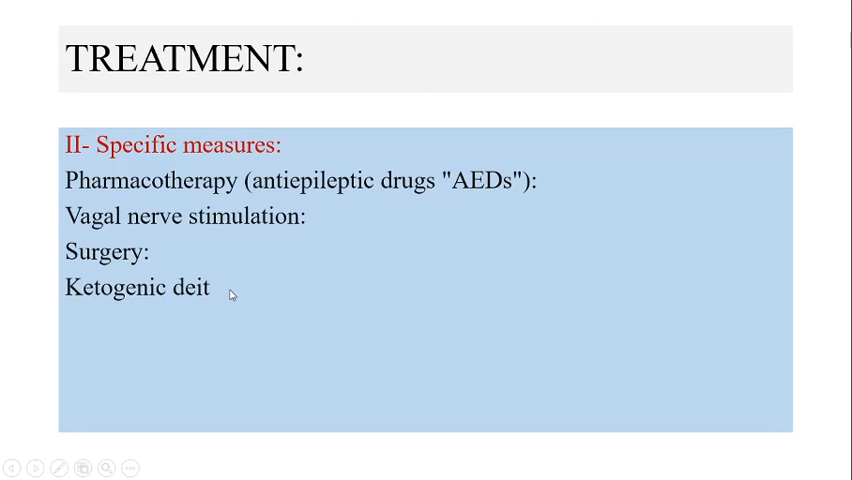 TREATMENT:
II- Specific measures:
Pharmacotherapy (antiepileptic drugs "AEDs"):
Vagal nerve stimulation:
Surgery:
Ketogenic deit